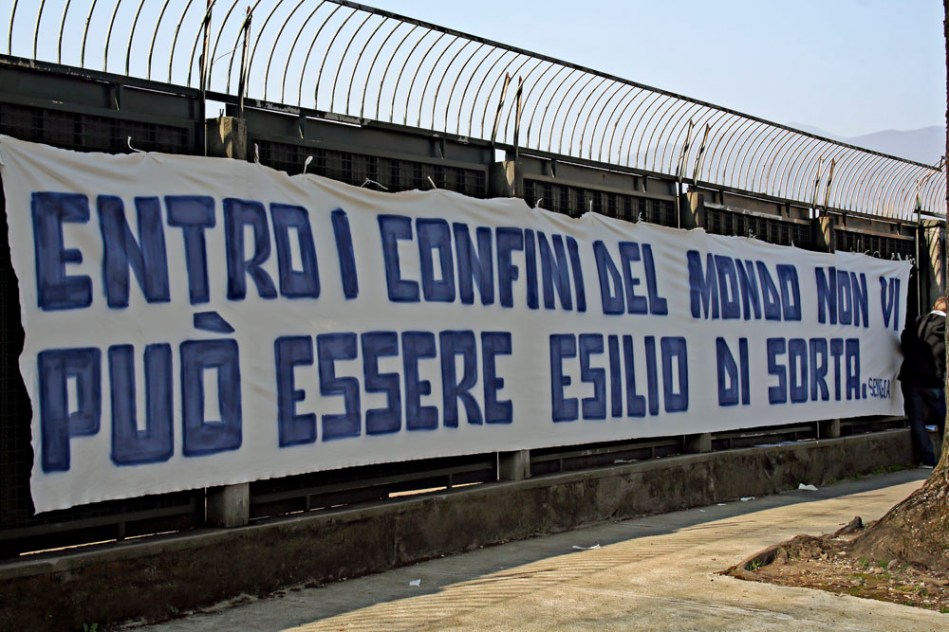 ENTRO I CONFINI DEL MONDO NON VI
PUÒ ESSERE ESILIO DI SORTA. SENECA